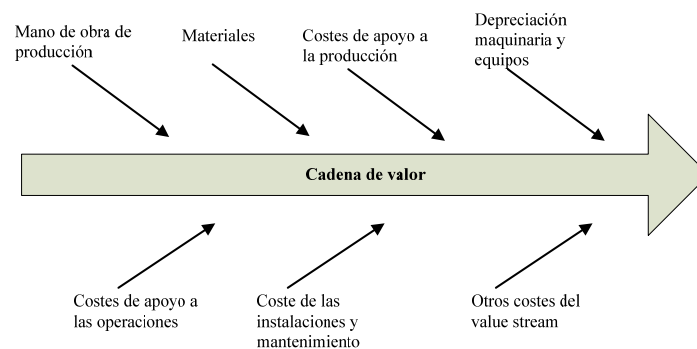 Mano de obra de
producción
Materiales
Costes de apoyo a
la producción
Depreciación
maquinaria y
equipos
Cadena de valor
Costes de apoyo a
las operaciones
Coste de las
instalaciones y
mantenimiento
Otros costes del
value stream